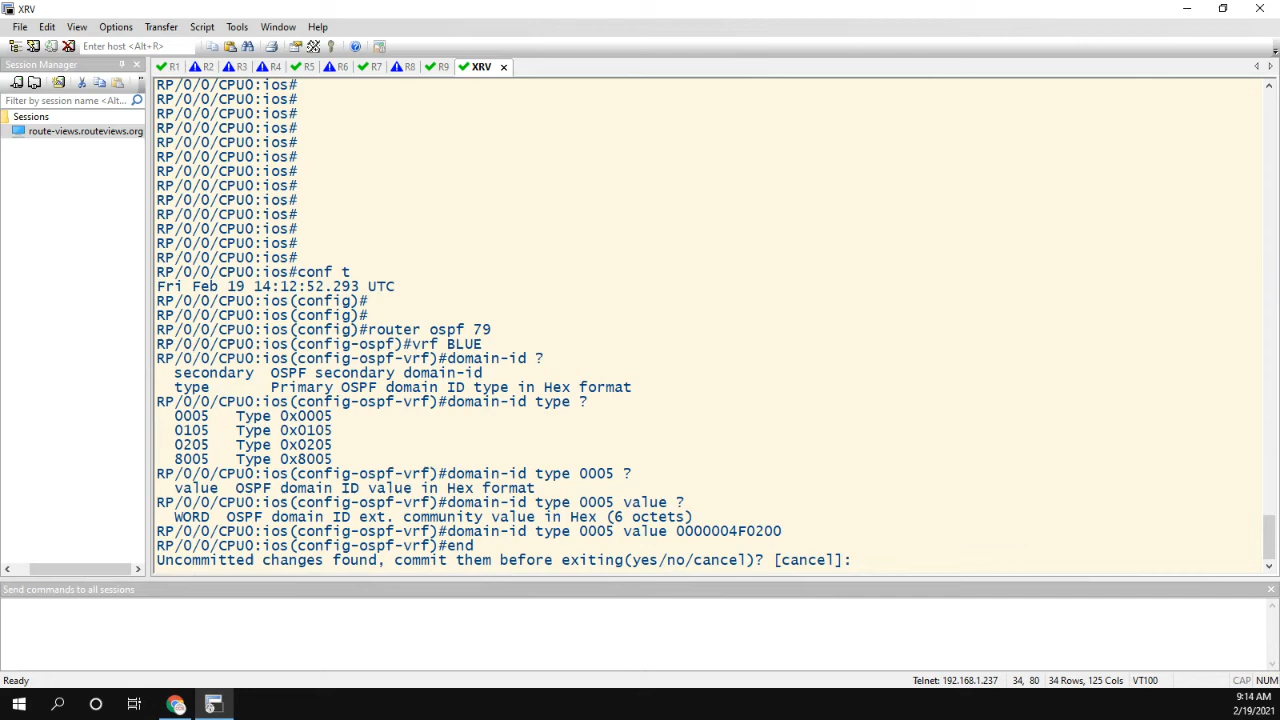 XRV
File Edit View Options Transfer Script Tools Window Help
Enter host <Alt+R>
Session Manager
R1 R2 R3 R4 R5 R6 R7 R8 R9 XRV
Filter by session name <Alt...
Sessions
route-views.routeviews.org
RP/0/0/CPU0:ios#
RP/0/0/CPU0:ios#
RP/0/0/CPU0:ios#
RP/0/0/CPU0:ios#
RP/0/0/CPU0:ios#
RP/0/0/CPU0:ios#
RP/0/0/CPU0:ios#
RP/0/0/CPU0:ios#
RP/0/0/CPU0:ios#
RP/0/0/CPU0:ios#
RP/0/0/CPU0:ios#
RP/0/0/CPU0:ios#
RP/0/0/CPU0:ios#
RP/0/0/CPU0:ios#conf t
Fri Feb 19 14:12:52.293 UTC
RP/0/0/CPU0:ios(config)#
RP/0/0/CPU0:ios(config)#
RP/0/0/CPU0:ios(config)#router ospf 79
RP/0/0/CPU0:ios(config-ospf)#vrf BLUE
RP/0/0/CPU0:ios(config-ospf-vrf)#domain-id ?
secondary OSPF secondary domain-id
type Primary OSPF domain ID type in Hex format
RP/0/0/CPU0:ios(config-ospf-vrf)#domain-id type ?
0005 Type 0x0005
0105 Type 0x0105
0205 Type 0x0205
8005 Type 0x8005
RP/0/0/CPU0:ios(config-ospf-vrf)#domain-id type 0005 ?
value OSPF domain ID value in Hex format
RP/0/0/CPU0:ios(config-ospf-vrf)#domain-id type 0005 value ?
WORD OSPF domain ID ext. community value in Hex (6 octets)
RP/0/0/CPU0:ios(config-ospf-vrf)#domain-id type 0005 value 0000004F0200
RP/0/0/CPU0:ios(config-ospf-vrf)#end
Uncommitted changes found, commit them before exiting(yes/no/cancel)? [cancel]:
Send commands to all sessions
Ready
Telnet: 192.168.1.237 34, 80 34 Rows, 125 Cols VT100 CAP NUM
9:14 AM
2/19/2021